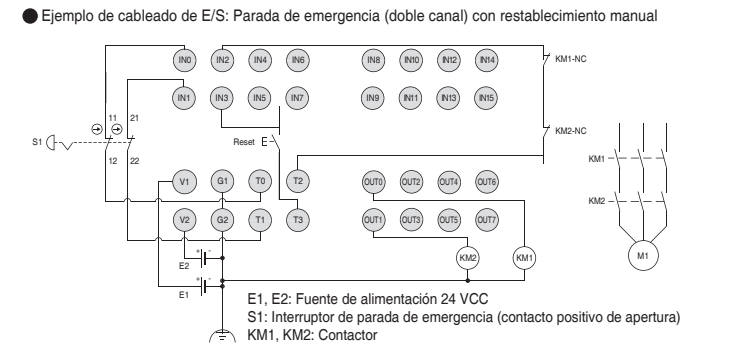 Ejemplo de cableado de E/S: Parada de emergencia (doble canal) con restablecimiento manual
IN0 IN2 IN4 IN6 IN8 IN10 IN12 IN14 KM1-NC
IN1 IN3 IN5 IN7 IN9 IN11 IN13 IN15
11 21
KM2-NC
S1 Reset E
12 22
KM1
V1 G1 T0 T2 OUT0 OUT2 OUT4 OUT6
KM2
V2 G2 T1 T3 OUT1 OUT3 OUT5 OUT7
+ -
E2 KM2 KM1 M1
+ -
E1
E1, E2: Fuente de alimentación 24 VCC
S1: Interruptor de parada de emergencia (contacto positivo de apertura)
KM1, KM2: Contactor